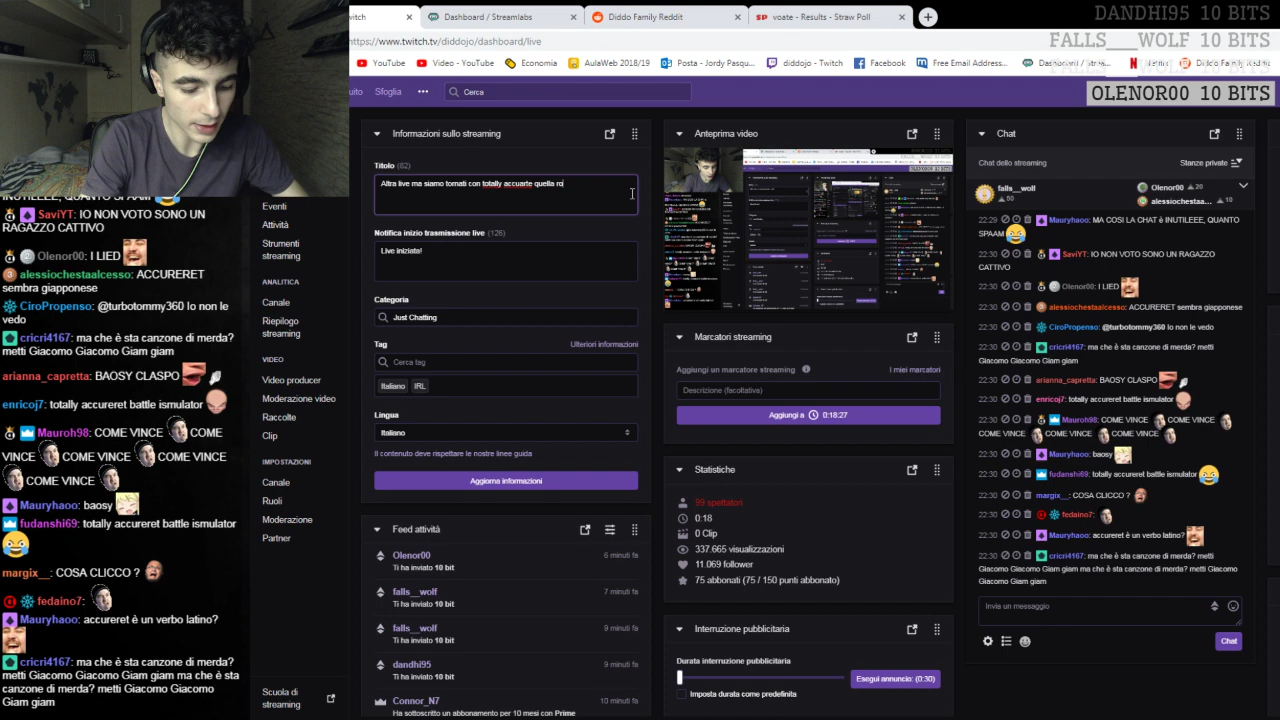 DANDHI95 10 BITS
FALLS___WOLF 10 BITS
OLENOR00 10 BITS
witch
Dashboard / Streamlabs
Diddo Family Reddit
voate - Results - Straw Poll
https://www.twitch.tv/diddojo/dashboard/live
YouTube
Video - YouTube
Economia
AulaWeb 2018/19
Posta - Jordy Pasqu...
diddojo - Twitch
Facebook
Free Email Address...
Dashboard / Strea...
Diddo Family Reddit
uito
Sfoglia
Cerca
SaviYT: IO NON VOTO SONO UN
ZZO CATTIVO
Olenor00: I LIED
alessiochestaalcesso: ACCURERET
sembra giapponese
CiroPropenso: @turbotommy360 Io non le
vedo
cricri4167: ma che è sta canzone di merda?
metti Giacomo Giacomo Giam giam
arianna_capretta: BAOSY CLASPO
enricoj7: totally accureret battle ismulator
Mauroh98: COME VINCE COME
VINCE COME VINCE COME VINCE
COME VINCE
Mauryhaoo: baosy
fudanshi69: totally accureret battle ismulator
margix__: COSA CLICCO ?
fedaino7:
Mauryhaoo: accureret è un verbo latino?
cricri4167: ma che è sta canzone di merda?
metti Giacomo Giacomo Giam giam ma che è sta
canzone di merda? metti Giacomo Giacomo
Giam giam
Eventi
Attività
Strumenti
streaming
ANALITICA
Canale
Riepilogo
streaming
VIDEO
Video producer
Moderazione video
Raccolte
Clip
IMPOSTAZIONI
Canale
Ruoli
Moderazione
Partner
Scuola di
streaming
Informazioni sullo streaming
Titolo (82)
Altra live ma siamo tornati con totally accuarte quella ro
Notifica inizio trasmissione live (126)
Live iniziata!
Categoria
Just Chatting
Tag
Ulteriori informazioni
Cerca tag
Italiano
IRL
Lingua
Italiano
Il contenuto deve rispettare le nostre linee guida
Aggiorna informazioni
Feed attività
Olenor00
6 minuti fa
Ti ha inviato 10 bit
falls__wolf
7 minuti fa
Ti ha inviato 10 bit
falls__wolf
9 minuti fa
Ti ha inviato 10 bit
dandhi95
9 minuti fa
Ti ha inviato 10 bit
Connor_N7
10 minuti fa
Ha sottoscritto un abbonamento per 10 mesi con Prime
Anteprima video
Marcatori streaming
Aggiungi un marcatore streaming
I miei marcatori
Descrizione (facoltativa)
Aggiungi a 0:18:27
Statistiche
99 spettatori
0:18
0 Clip
337.665 visualizzazioni
11.069 follower
75 abbonati (75 / 150 punti abbonato)
Interruzione pubblicitaria
Durata interruzione pubblicitaria
Esegui annuncio: (0:30)
Imposta durata come predefinita
Chat
Chat dello streaming
Stanze private
falls__wolf
50
Olenor00
20
alessiochestaa...
10
22:29 Mauryhaoo: MA COSI LA CHAT è INUTILEEE, QUANTO
SPAAM
22:30 SaviYT: IO NON VOTO SONO UN RAGAZZO
CATTIVO
22:30 Olenor00: I LIED
22:30 alessiochestaalcesso: ACCURERET sembra giapponese
22:30 CiroPropenso: @turbotommy360 Io non le vedo
22:30 cricri4167: ma che è sta canzone di merda? metti
Giacomo Giacomo Giam giam
22:30 arianna_capretta: BAOSY CLASPO
22:30 enricoj7: totally accureret battle ismulator
22:30 Mauroh98: COME VINCE COME VINCE
COME VINCE COME VINCE COME VINCE
22:30 Mauryhaoo: baosy
22:30 fudanshi69: totally accureret battle ismulator
22:30 margix__: COSA CLICCO ?
22:30 fedaino7:
22:30 Mauryhaoo: accureret è un verbo latino?
22:30 cricri4167: ma che è sta canzone di merda? metti
Giacomo Giacomo Giam giam ma che è sta canzone di merda? metti
Giacomo Giacomo Giam giam
Invia un messaggio
Chat